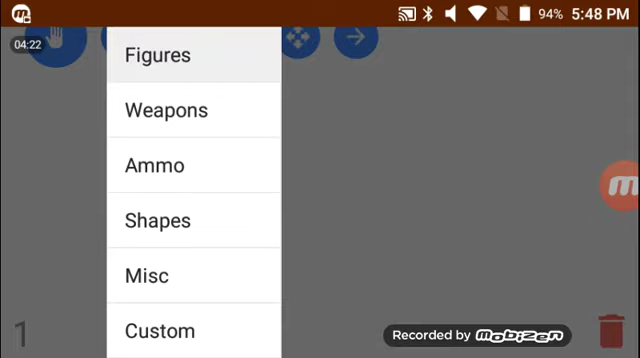 94% 5:48 PM
04:22
Figures
Weapons
Ammo
Shapes
Misc
Custom
1
Recorded by mobizen